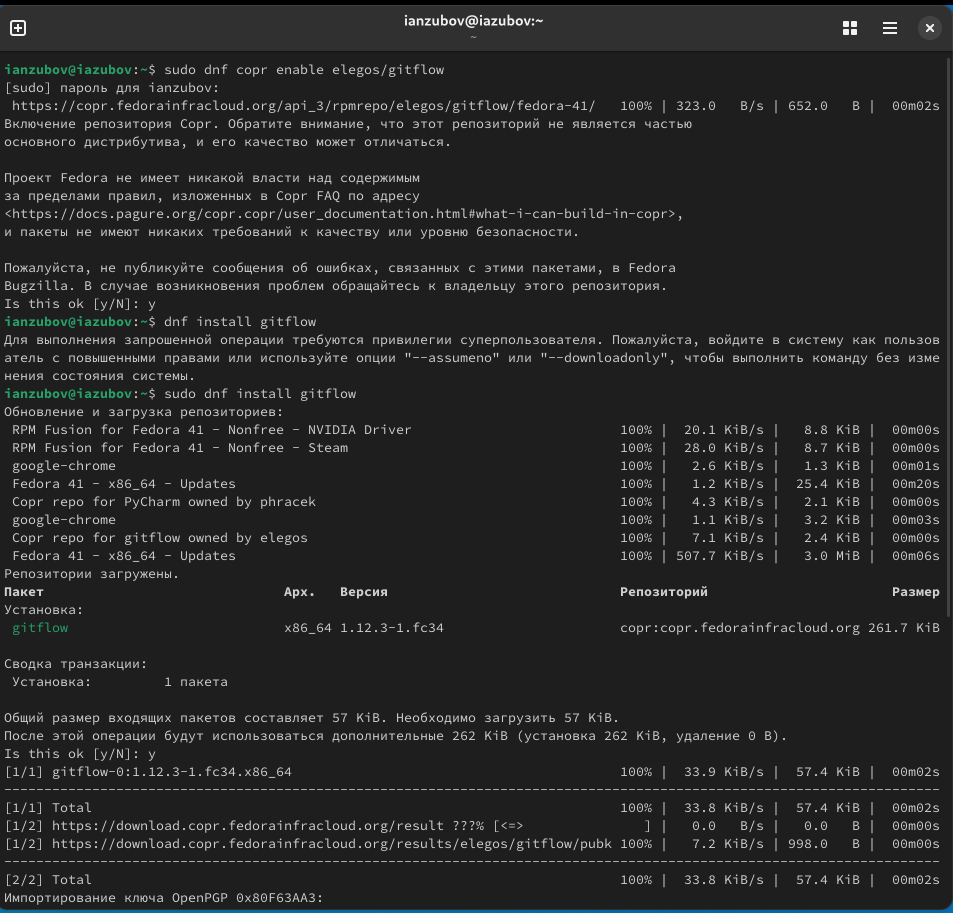 ianzubov@iazubov:~
~
ianzubov@iazubov:~$ sudo dnf copr enable elegos/gitflow
[sudo] пароль для ianzubov:
https://copr.fedorainfracloud.org/api_3/rpmrepo/elegos/gitflow/fedora-41/ 100% | 323.0 B/s | 652.0 B | 00m02s
Включение репозитория Copr. Обратите внимание, что этот репозиторий не является частью
основного дистрибутива, и его качество может отличаться.
Проект Fedora не имеет никакой власти над содержимым
за пределами правил, изложенных в Copr FAQ по адресу
<https://docs.pagure.org/copr.copr/user_documentation.html#what-i-can-build-in-copr>,
и пакеты не имеют никаких требований к качеству или уровню безопасности.
Пожалуйста, не публикуйте сообщения об ошибках, связанных с этими пакетами, в Fedora
Bugzilla. В случае возникновения проблем обращайтесь к владельцу этого репозитория.
Is this ok [y/N]: y
ianzubov@iazubov:~$ dnf install gitflow
Для выполнения запрошенной операции требуются привилегии суперпользователя. Пожалуйста, войдите в систему как пользов
атель с повышенными правами или используйте опции "--assumeno" или "--downloadonly", чтобы выполнить команду без изме
нения состояния системы.
ianzubov@iazubov:~$ sudo dnf install gitflow
Обновление и загрузка репозиториев:
RPM Fusion for Fedora 41 - Nonfree - NVIDIA Driver 100% | 20.1 KiB/s | 8.8 KiB | 00m00s
RPM Fusion for Fedora 41 - Nonfree - Steam 100% | 28.0 KiB/s | 8.7 KiB | 00m00s
google-chrome 100% | 2.6 KiB/s | 1.3 KiB | 00m01s
Fedora 41 - x86_64 - Updates 100% | 1.2 KiB/s | 25.4 KiB | 00m20s
Copr repo for PyCharm owned by phracek 100% | 4.3 KiB/s | 2.1 KiB | 00m00s
google-chrome 100% | 1.1 KiB/s | 3.2 KiB | 00m03s
Copr repo for gitflow owned by elegos 100% | 7.1 KiB/s | 2.4 KiB | 00m00s
Fedora 41 - x86_64 - Updates 100% | 507.7 KiB/s | 3.0 MiB | 00m06s
Репозитории загружены.
Пакет Арх. Версия Репозиторий Размер
Установка:
gitflow x86_64 1.12.3-1.fc34 copr:copr.fedorainfracloud.org 261.7 KiB
Сводка транзакции:
Установка: 1 пакета
Общий размер входящих пакетов составляет 57 KiB. Необходимо загрузить 57 KiB.
После этой операции будут использоваться дополнительные 262 KiB (установка 262 KiB, удаление 0 B).
Is this ok [y/N]: y
[1/1] gitflow-0:1.12.3-1.fc34.x86_64 100% | 33.9 KiB/s | 57.4 KiB | 00m02s
---------------------------------------------------------------------------------------------------------------------
[1/1] Total 100% | 33.8 KiB/s | 57.4 KiB | 00m02s
[1/2] https://download.copr.fedorainfracloud.org/result ???% [<=> ] | 0.0 B/s | 0.0 B | 00m00s
[1/2] https://download.copr.fedorainfracloud.org/results/elegos/gitflow/pubk 100% | 7.2 KiB/s | 998.0 B | 00m00s
---------------------------------------------------------------------------------------------------------------------
[2/2] Total 100% | 33.8 KiB/s | 57.4 KiB | 00m02s
Импортирование ключа OpenPGP 0x80F63AA3: